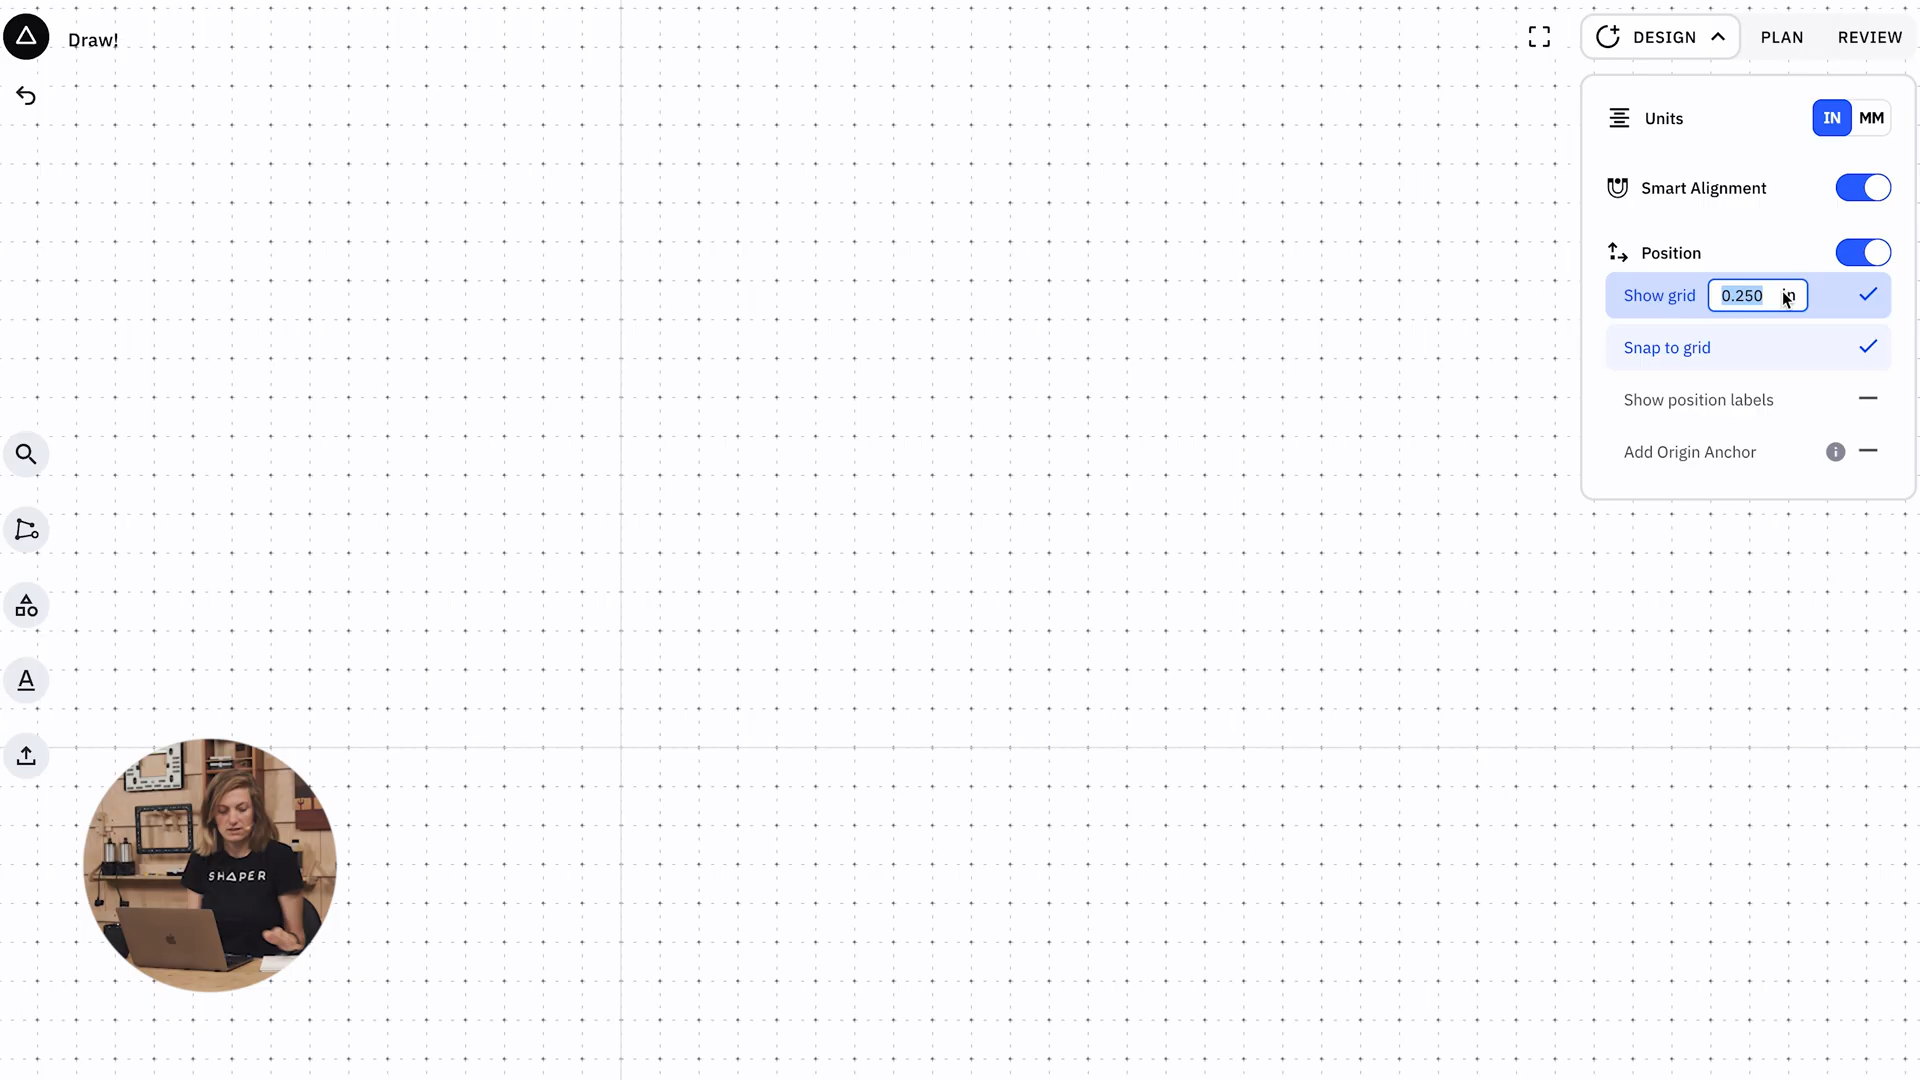 Draw!
DESIGN
PLAN
REVIEW
Units
IN
MM
Smart Alignment
Position
Show grid
0.250 in
Snap to grid
Show position labels
Add Origin Anchor
A
SHAPER